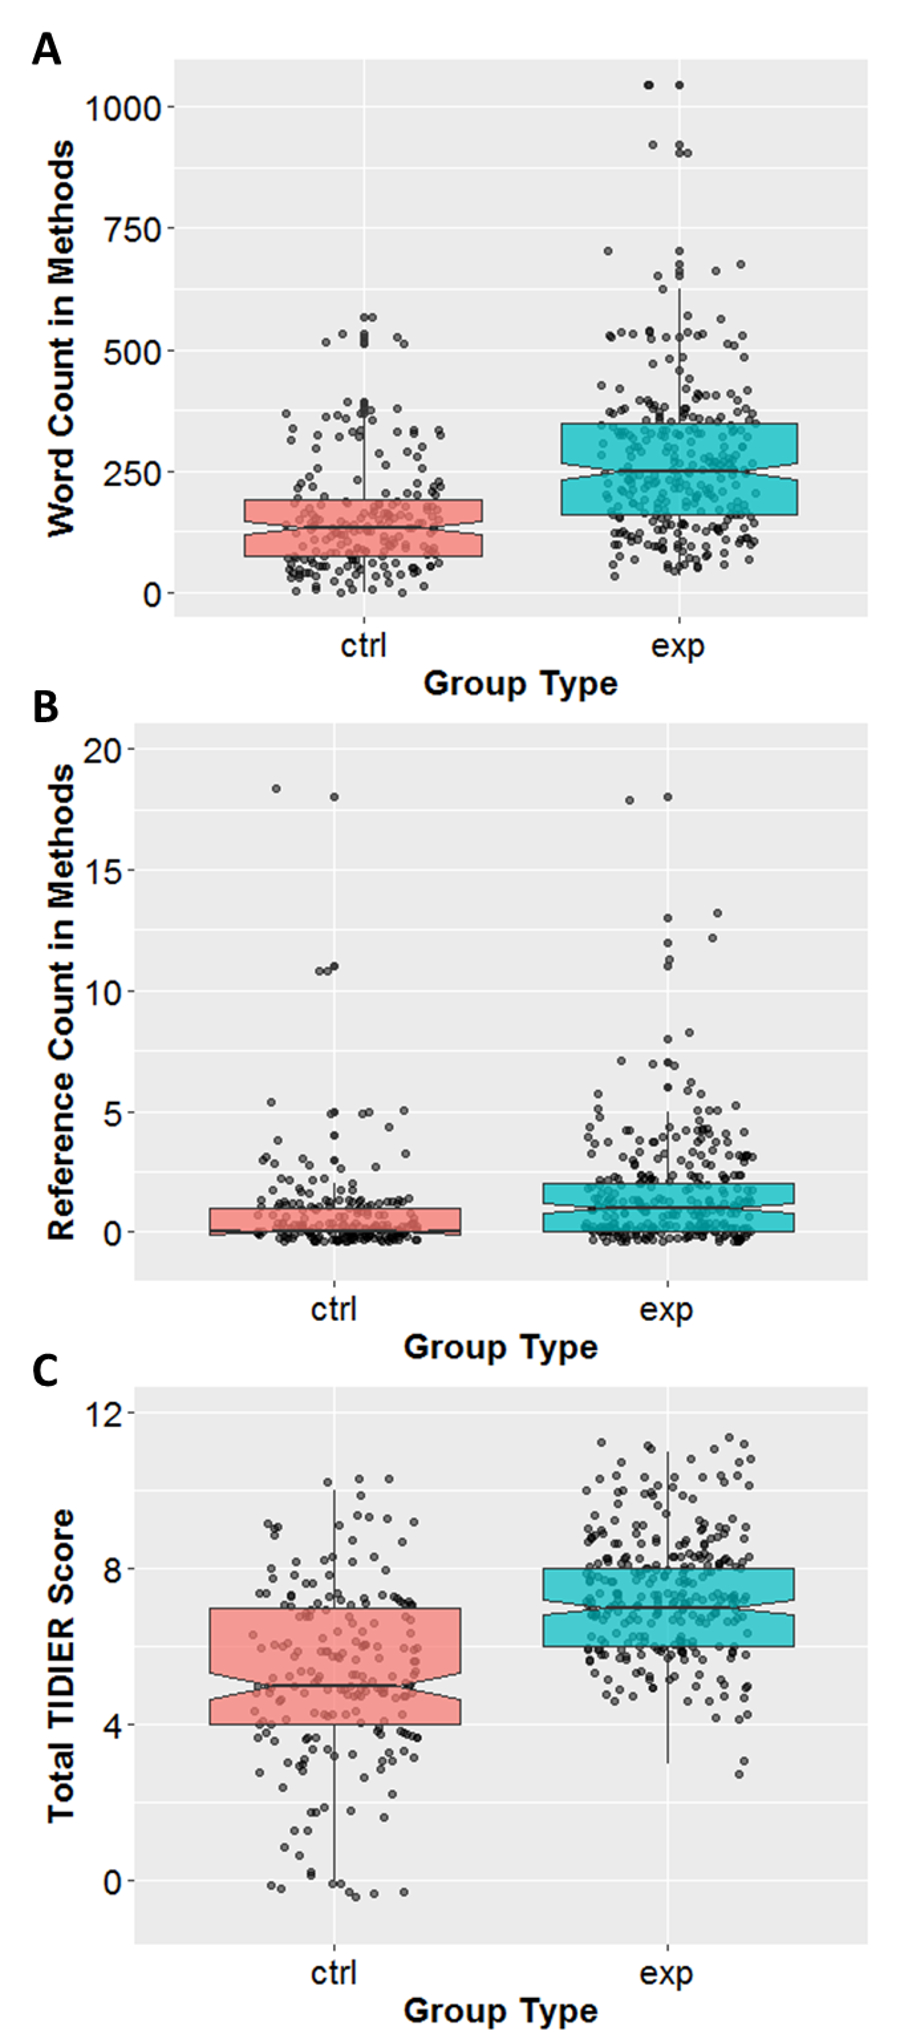 A
Word Count in Methods
1000
750
500
250
0
ctrl
exp
Group Type
B
Reference Count in Methods
20
15
10
5
0
ctrl
exp
Group Type
C
Total TIDIER Score
12
8
4
0
ctrl
exp
Group Type